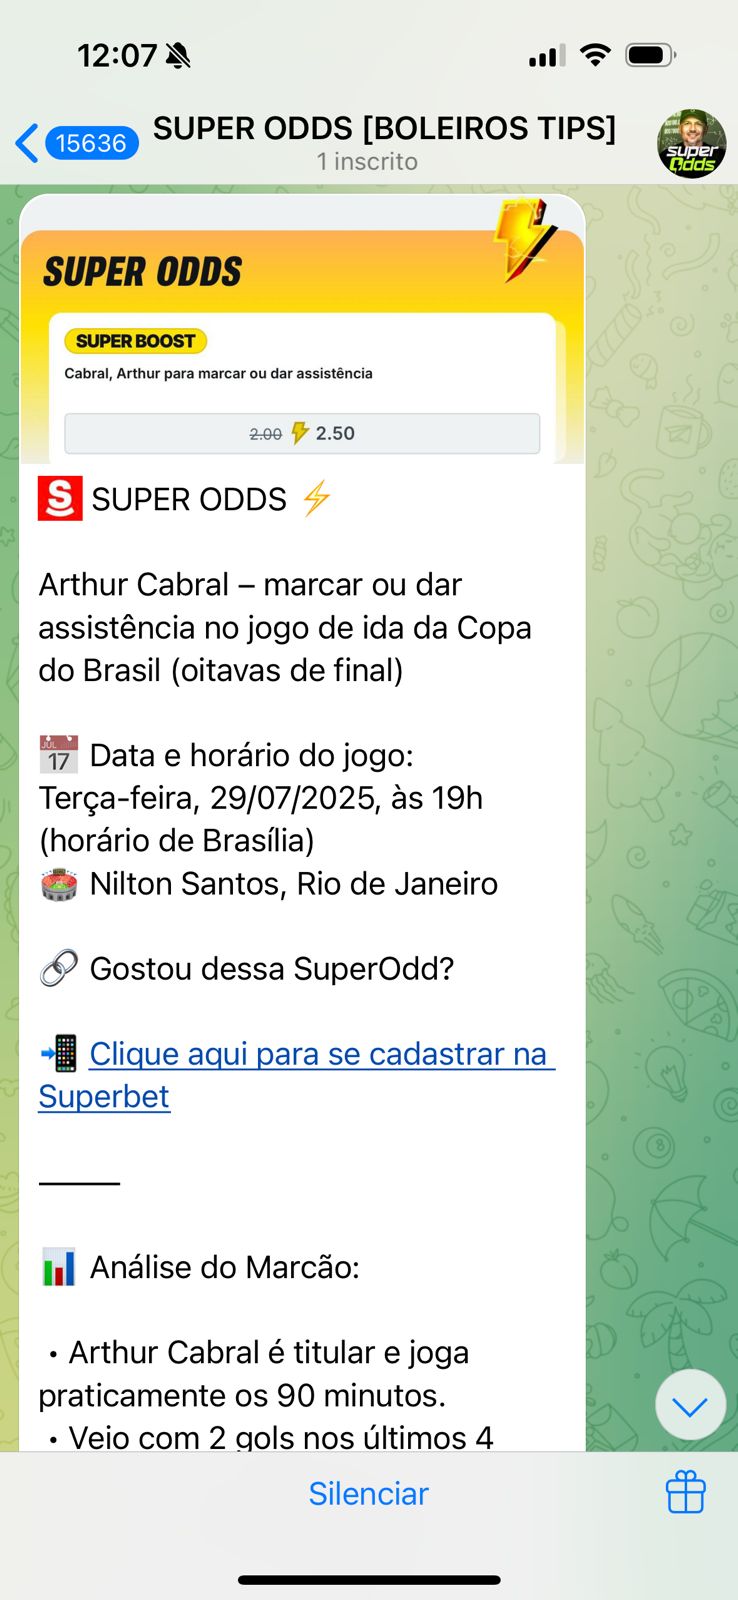 12:07
15636
SUPER ODDS [BOLEIROS TIPS]
1 inscrito
super
Odds
SUPER ODDS
SUPER BOOST
Cabral, Arthur para marcar ou dar assistência
2.00 ⚡ 2.50
S SUPER ODDS ⚡
Arthur Cabral – marcar ou dar
assistência no jogo de ida da Copa
do Brasil (oitavas de final)
📅 Data e horário do jogo:
Terça-feira, 29/07/2025, às 19h
(horário de Brasília)
🏟️ Nilton Santos, Rio de Janeiro
🔗 Gostou dessa SuperOdd?
📲 Clique aqui para se cadastrar na
Superbet
📊 Análise do Marcão:
• Arthur Cabral é titular e joga
praticamente os 90 minutos.
• Veio com 2 gols nos últimos 4
Silenciar